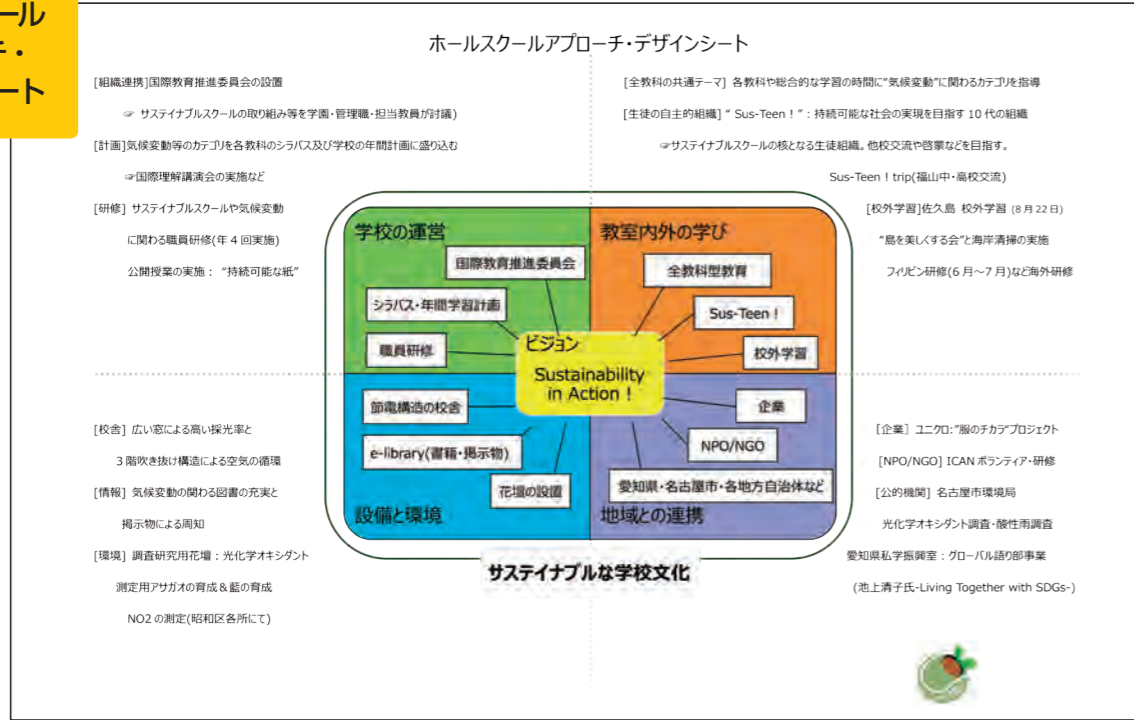 ール
チ・
ート
ホールスクールアプローチ・デザインシート
[組織連携]国際教育推進委員会の設置
☞ サステイナブルスクールの取り組み等を学園・管理職・担当教員が討議)
[計画]気候変動等のカテゴリを各教科のシラバス及び学校の年間計画に盛り込む
☞国際理解講演会の実施など
[研修] サステイナブルスクールや気候変動
に関わる職員研修(年４回実施)
公開授業の実施： “持続可能な紙”
[全教科の共通テーマ] 各教科や総合的な学習の時間に“気候変動”に関わるカテゴリを指導
[生徒の自主的組織] “ Sus-Teen！”：持続可能な社会の実現を目指す 10 代の組織
☞サステイナブルスクールの核となる生徒組織。他校交流や啓蒙などを目指す。
Sus-Teen！trip(福山中・高校交流)
[校外学習]佐久島 校外学習 (8 月 22 日)
“島を美しくする会”と海岸清掃の実施
フィリピン研修(6 月～7 月)など海外研修
学校の運営
国際教育推進委員会
シラバス・年間学習計画
職員研修
教室内外の学び
全教科型教育
Sus-Teen！
校外学習
ビジョン
Sustainability
in Action！
節電構造の校舎
e-library(書籍・掲示物)
花壇の設置
設備と環境
企業
NPO/NGO
愛知県・名古屋市・各地方自治体など
地域との連携
サステイナブルな学校文化
[校舎] 広い窓による高い採光率と
３階吹き抜け構造による空気の循環
[情報] 気候変動の関わる図書の充実と
掲示物による周知
[環境] 調査研究用花壇：光化学オキシダント
測定用アサガオの育成＆藍の育成
NO2 の測定(昭和区各所にて)
[企業] ユニクロ:“服のチカラ”プロジェクト
[NPO/NGO] ICAN ボランティア・研修
[公的機関] 名古屋市環境局
光化学オキシダント調査・酸性雨調査
愛知県私学振興室：グローバル語り部事業
(池上清子氏-Living Together with SDGs-)